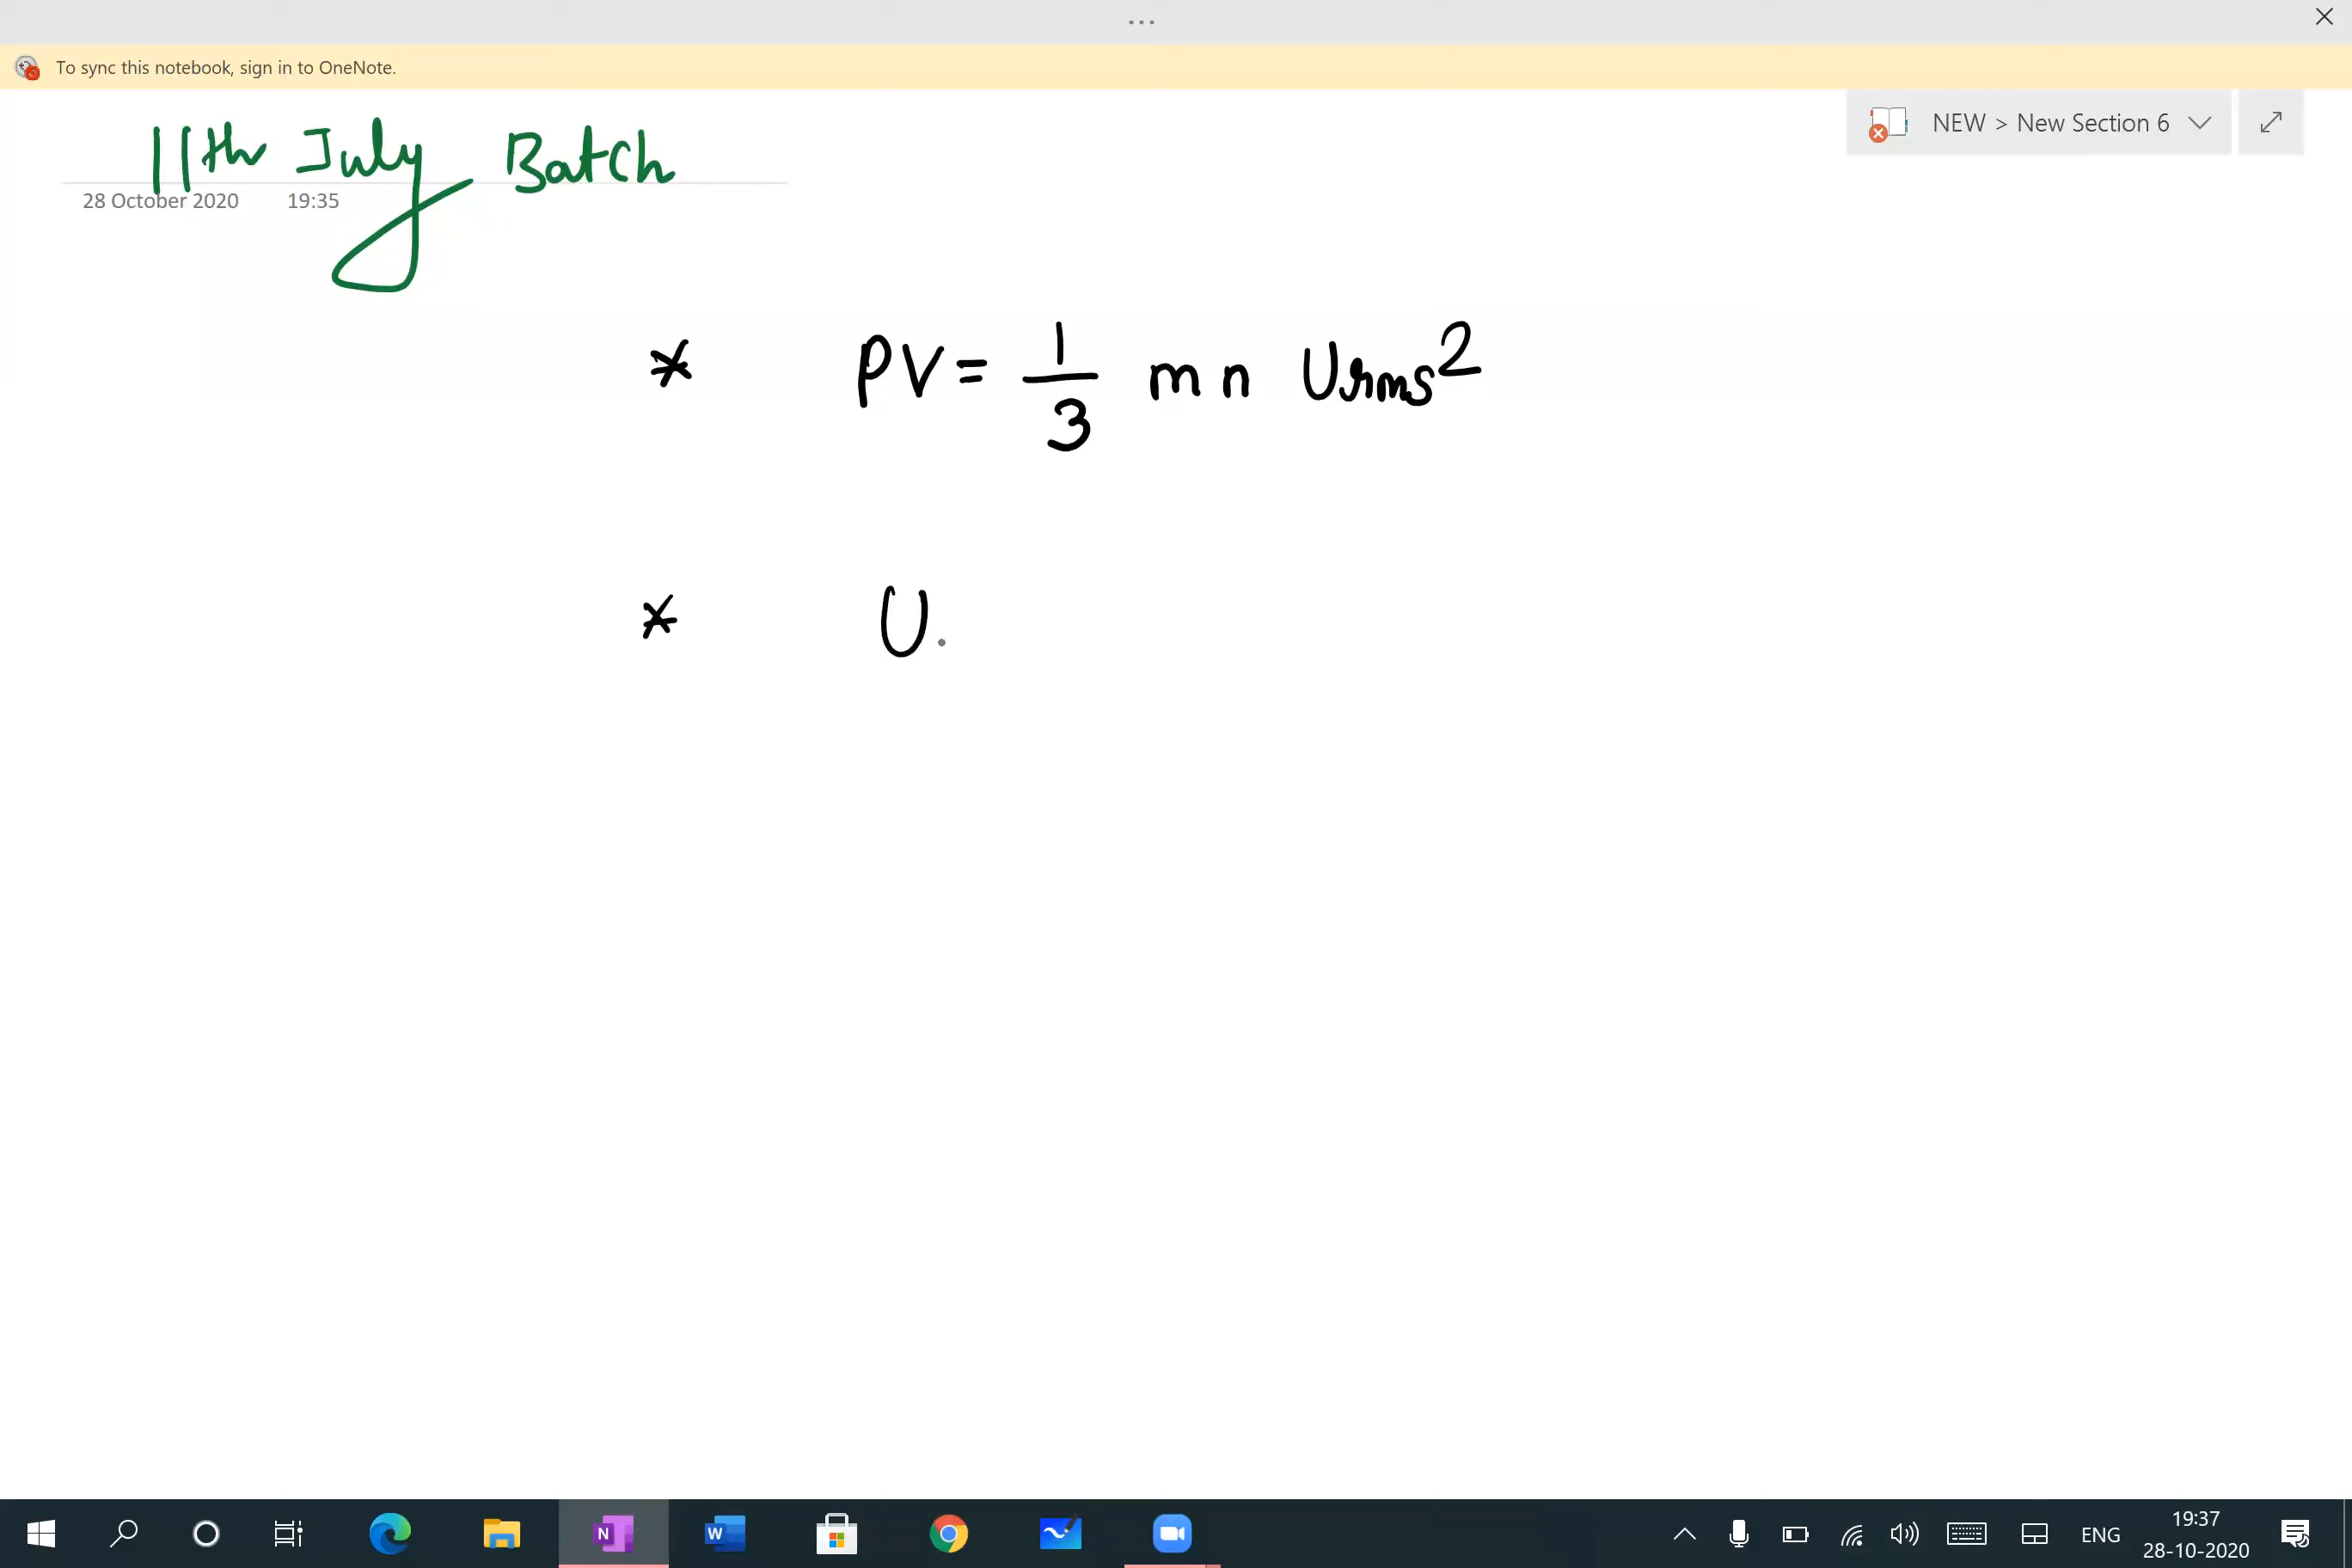 ...
To sync this notebook, sign in to OneNote.
NEW > New Section 6
11th July Batch
28 October 2020 19:35
* PV = 1/3 m n Urms²
* U
ENG
19:37
28-10-2020